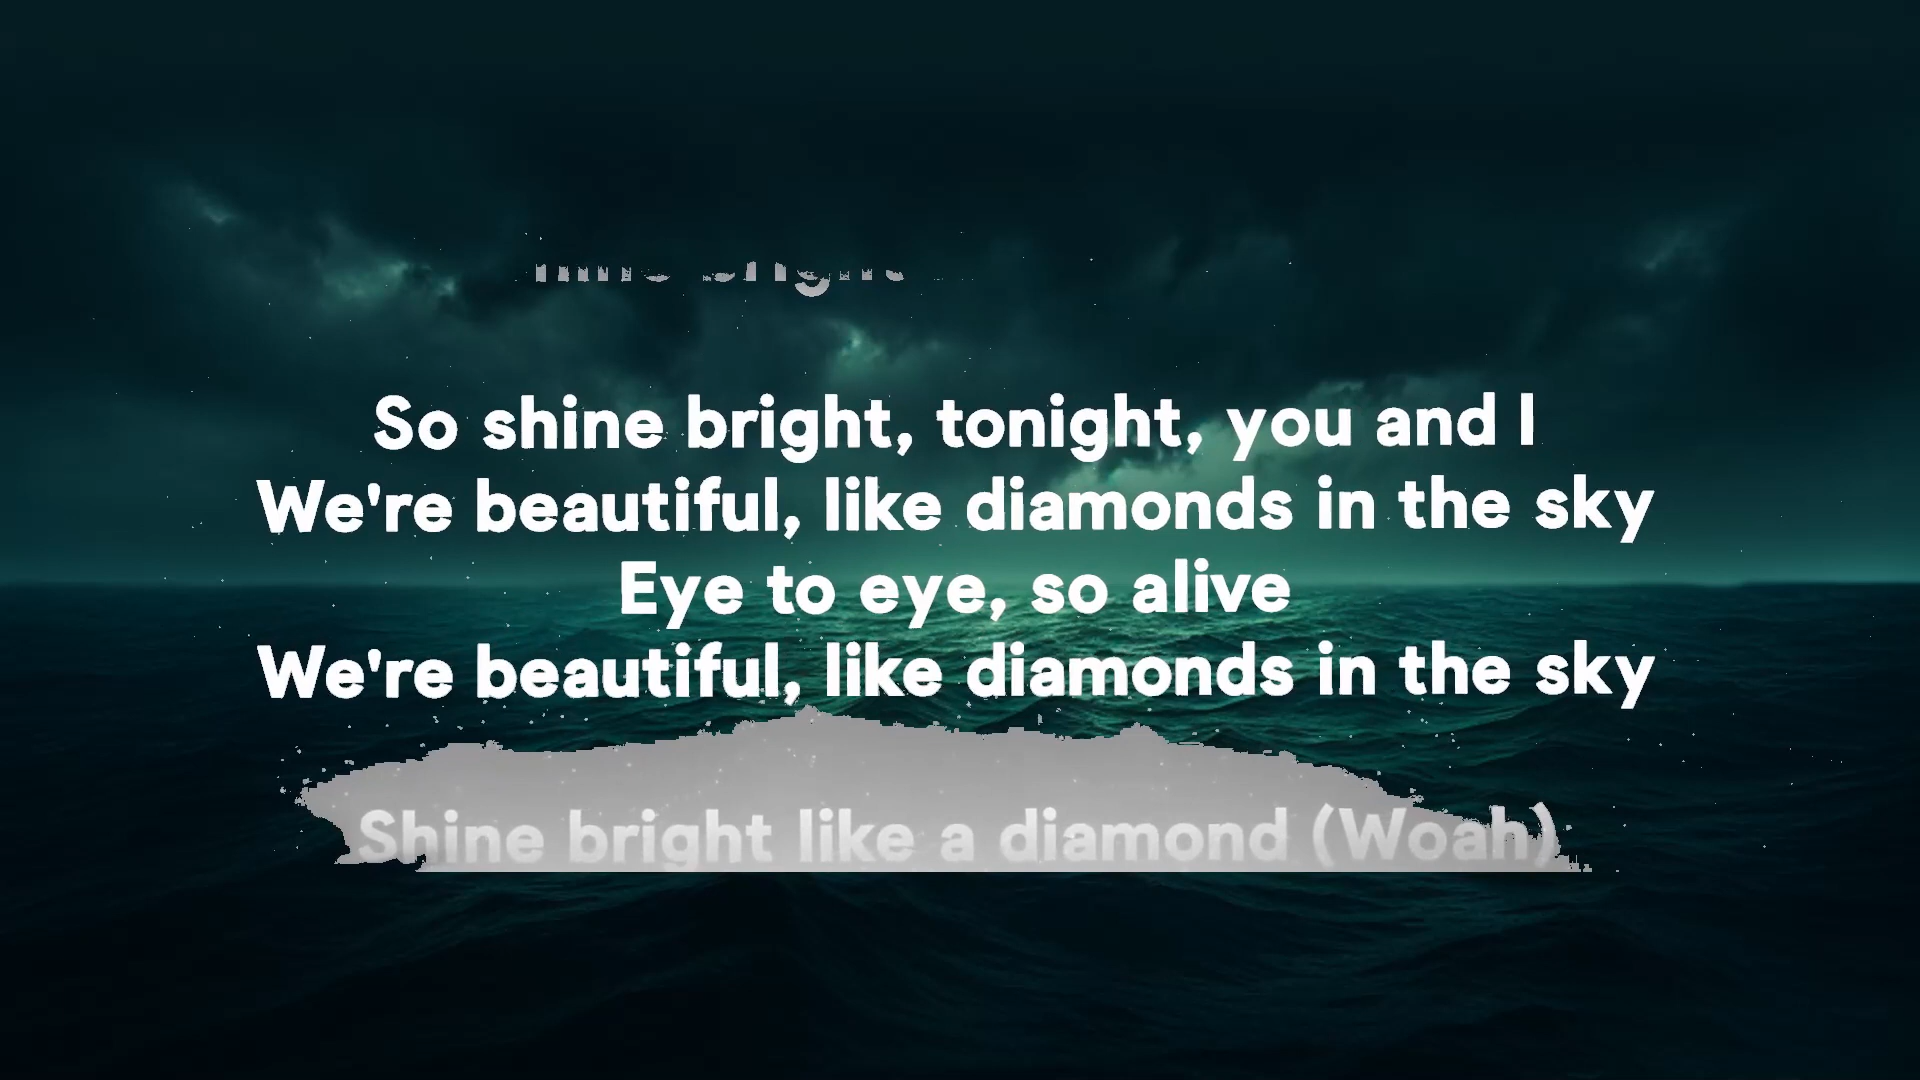 So shine bright, tonight, you and I
We're beautiful, like diamonds in the sky
Eye to eye, so alive
We're beautiful, like diamonds in the sky
Shine bright like a diamond (Woah)